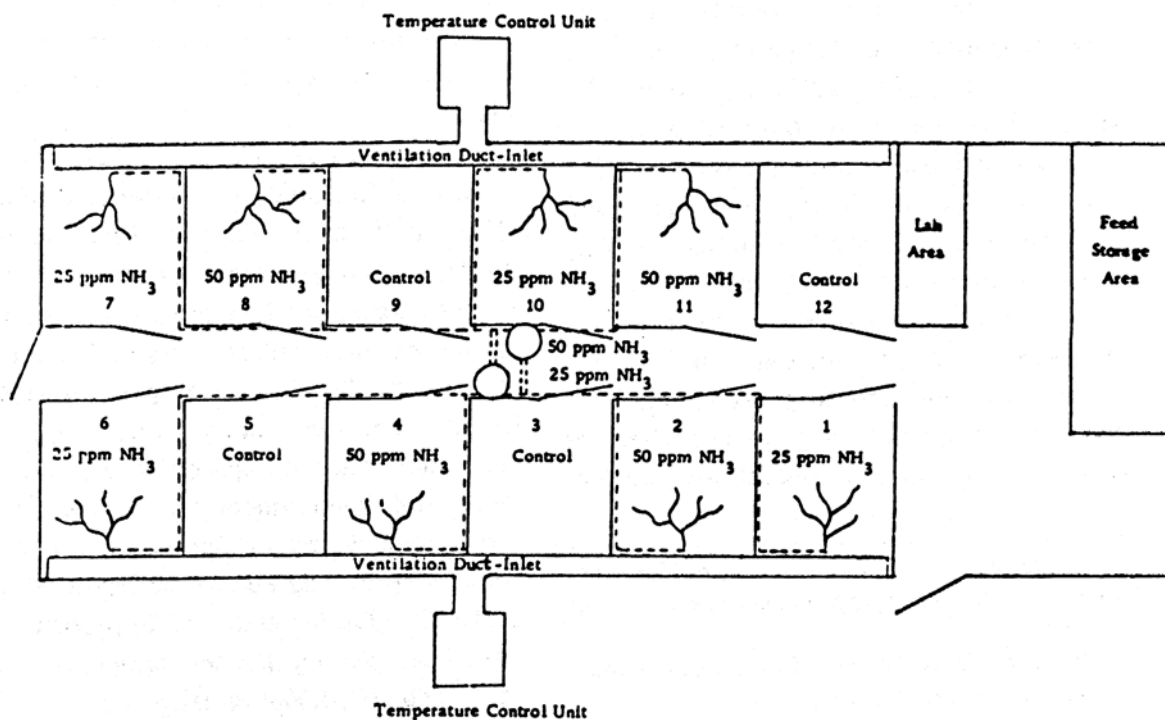 Temperature Control Unit
Ventilation Duct-Inlet
25 ppm NH3
7
50 ppm NH3
8
Control
9
25 ppm NH3
10
50 ppm NH3
11
Control
12
Lab
Area
Feed
Storage
Area
50 ppm NH3
25 ppm NH3
6
25 ppm NH3
5
Control
4
50 ppm NH3
3
Control
2
50 ppm NH3
1
25 ppm NH3
Ventilation Duct-Inlet
Temperature Control Unit